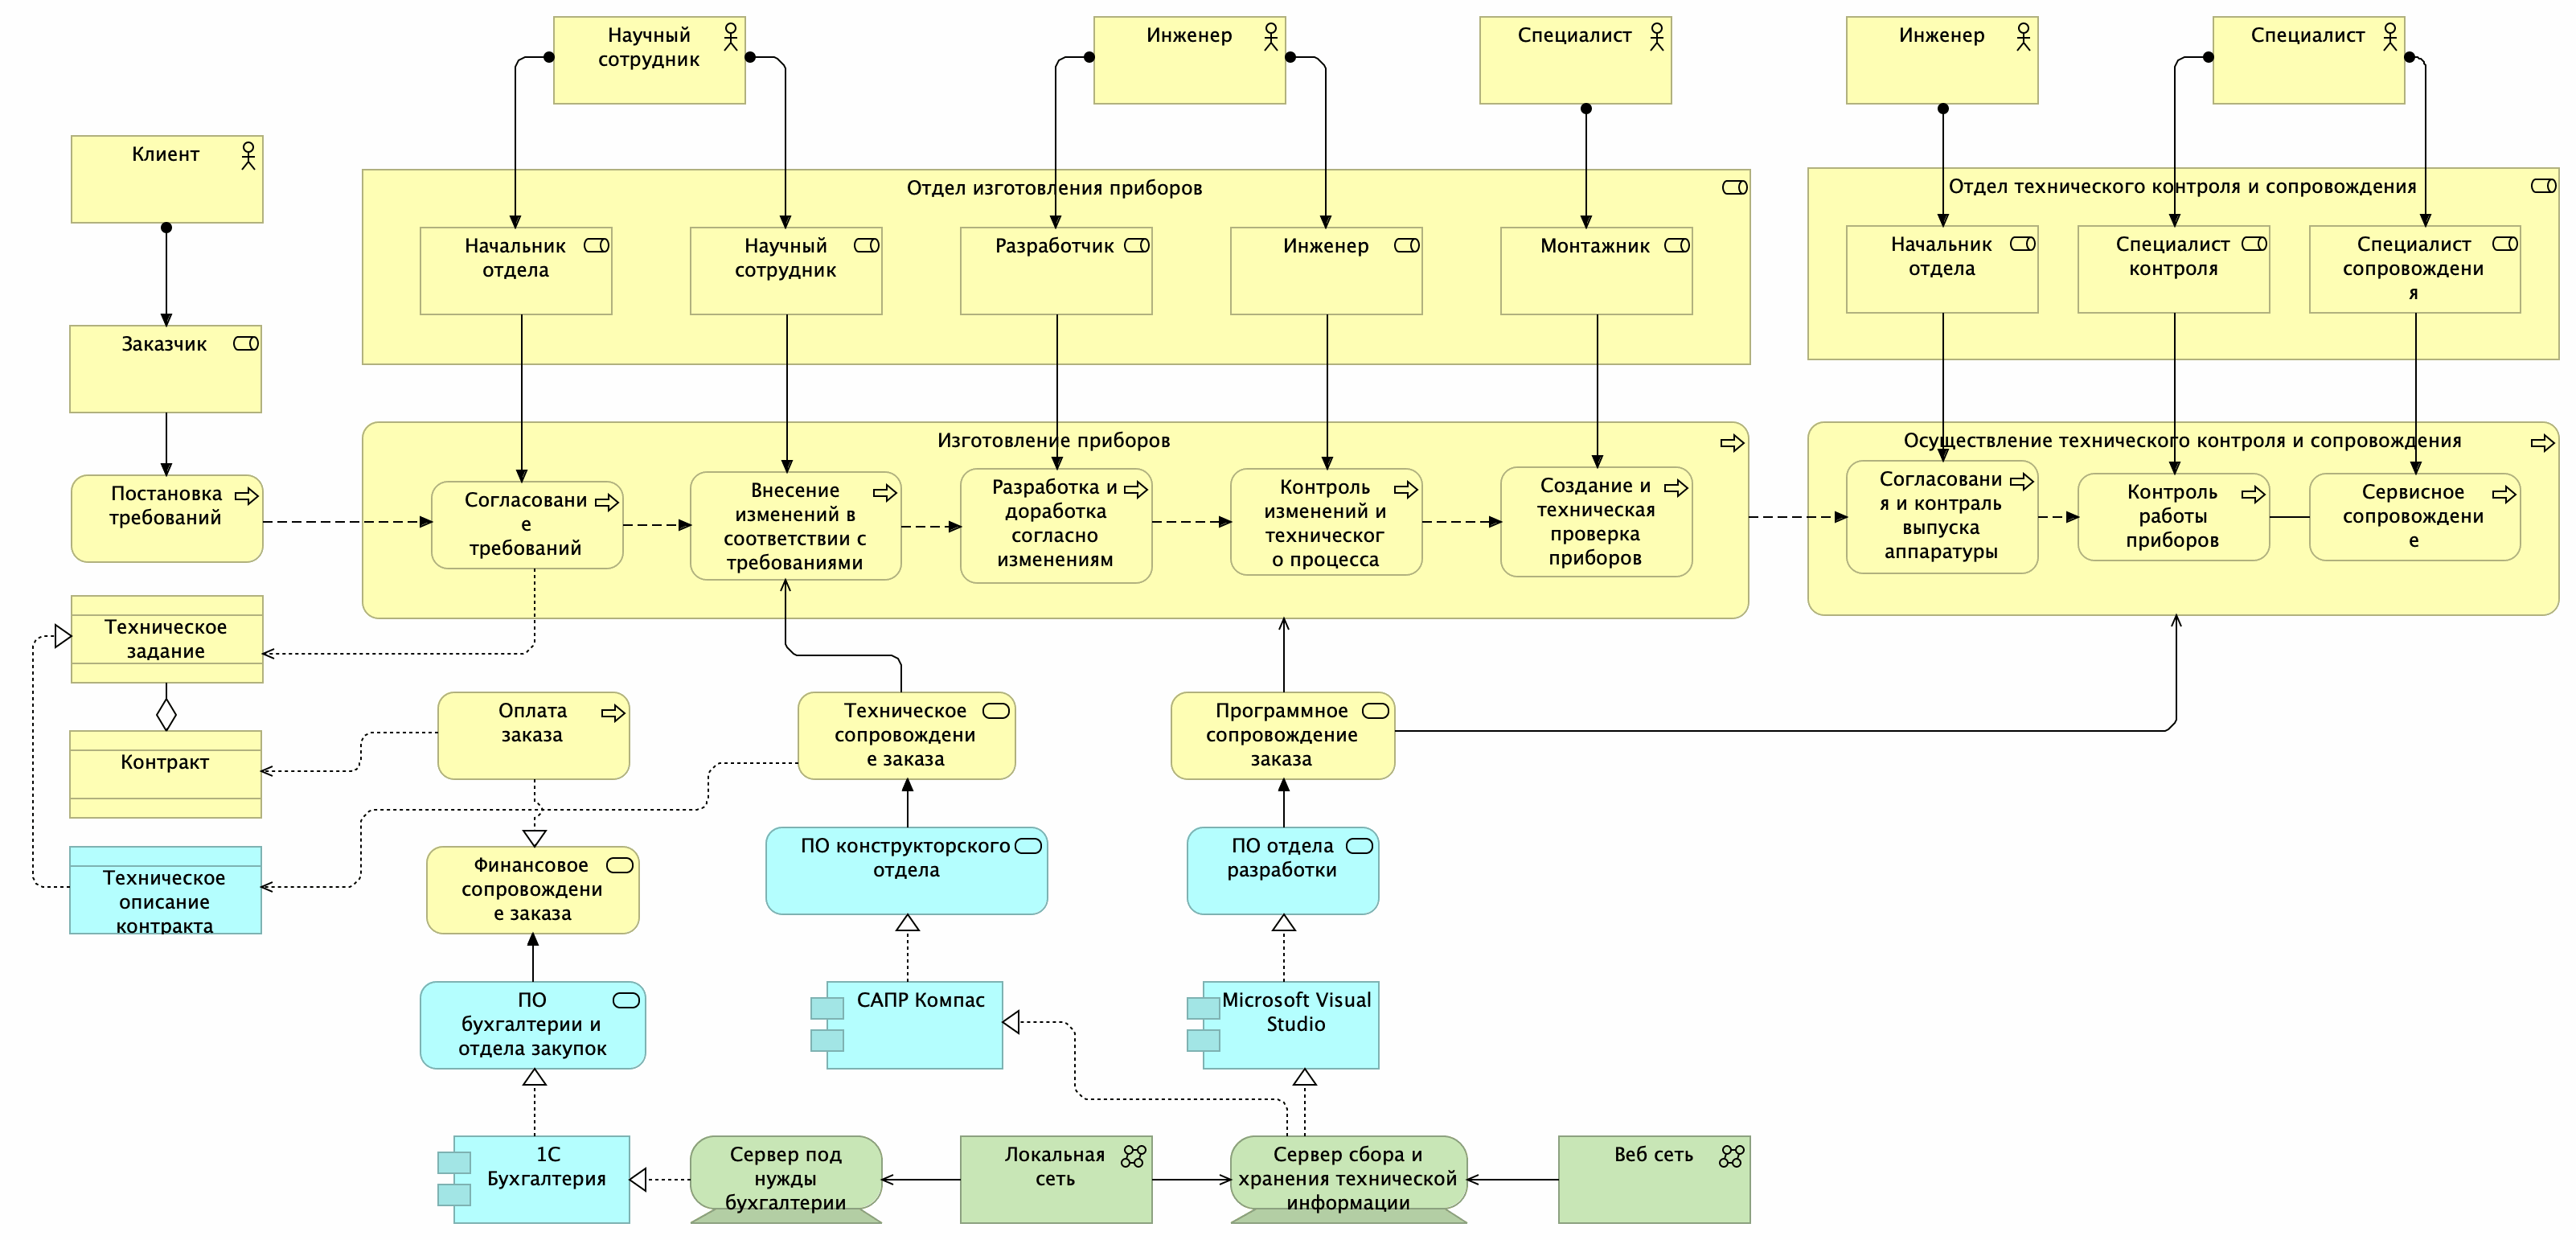 Научный
сотрудник
Инженер
Специалист
Инженер
Специалист
Клиент
Отдел изготовления приборов
Отдел технического контроля и сопровождения
Начальник
отдела
Научный
сотрудник
Разработчик
Инженер
Монтажник
Начальник
отдела
Специалист
контроля
Специалист
сопровождени
я
Заказчик
Изготовление приборов
Осуществление технического контроля и сопровождения
Постановка
требований
Согласовани
е
требований
Внесение
изменений в
соответствии с
требованиями
Разработка и
доработка
согласно
изменениям
Контроль
изменений и
техническог
о процесса
Создание и
техническая
проверка
приборов
Согласовани
я и контраль
выпуска
аппаратуры
Контроль
работы
приборов
Сервисное
сопровождени
е
Техническое
задание
Контракт
Оплата
заказа
Техническое
сопровождени
е заказа
Программное
сопровождение
заказа
Техническое
описание
контракта
Финансовое
сопровождени
е заказа
ПО конструкторского
отдела
ПО отдела
разработки
ПО
бухгалтерии и
отдела закупок
САПР Компас
Microsoft Visual
Studio
1С
Бухгалтерия
Сервер под
нужды
бухгалтерии
Локальная
сеть
Сервер сбора и
хранения технической
информации
Веб сеть